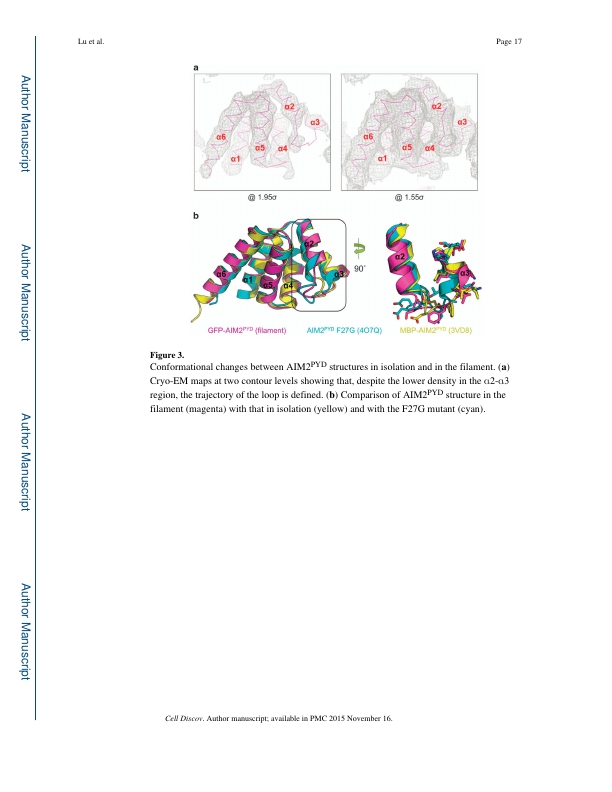 Lu et al.
Page 17
Author Manuscript
Author Manuscript
Author Manuscript
Author Manuscript
a
α2
α3
α6
α5
α4
α1
@ 1.95σ
α2
α3
α6
α5
α4
α1
@ 1.55σ
b
α2
α6
α1
α5
α4
α3
90°
α2
α3
GFP-AIM2PYD (filament)
AIM2PYD F27G (4O7Q)
MBP-AIM2PYD (3VD8)
Figure 3.
Conformational changes between AIM2PYD structures in isolation and in the filament. (a)
Cryo-EM maps at two contour levels showing that, despite the lower density in the α2-α3
region, the trajectory of the loop is defined. (b) Comparison of AIM2PYD structure in the
filament (magenta) with that in isolation (yellow) and with the F27G mutant (cyan).
Cell Discov. Author manuscript; available in PMC 2015 November 16.